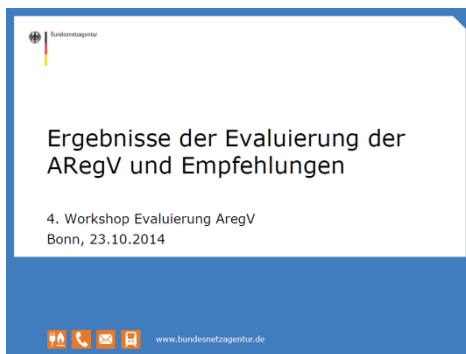 Bundesnetzagentur
Ergebnisse der Evaluierung der
ARegV und Empfehlungen
4. Workshop Evaluierung AregV
Bonn, 23.10.2014
www.bundesnetzagentur.de